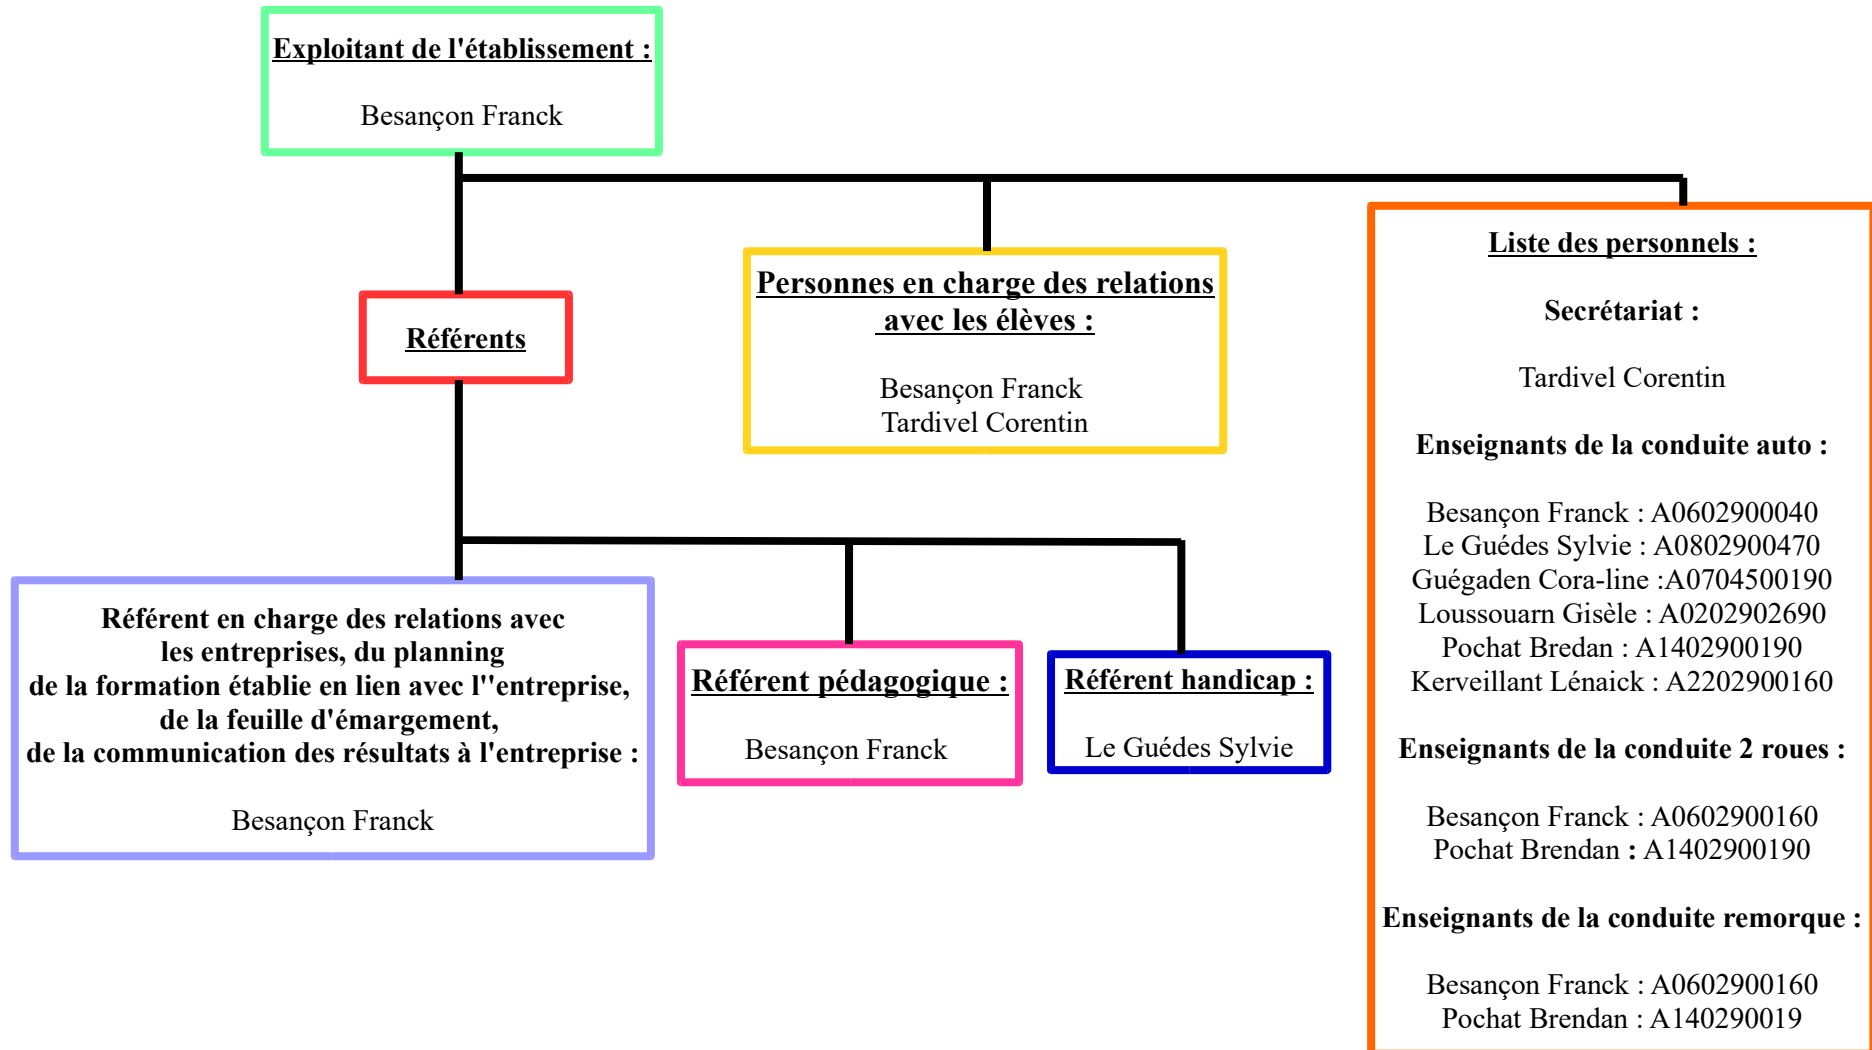 Exploitant de l'établissement :
Besançon Franck
Référents
Personnes en charge des relations
avec les élèves :
Besançon Franck
Tardivel Corentin
Référent en charge des relations avec
les entreprises, du planning
de la formation établie en lien avec l''entreprise,
de la feuille d'émargement,
de la communication des résultats à l'entreprise :
Besançon Franck
Référent pédagogique :
Besançon Franck
Référent handicap :
Le Guédes Sylvie
Liste des personnels :
Secrétariat :
Tardivel Corentin
Enseignants de la conduite auto :
Besançon Franck : A0602900040
Le Guédes Sylvie : A0802900470
Guégaden Cora-line :A0704500190
Loussouarn Gisèle : A0202902690
Pochat Bredan : A1402900190
Kerveillant Lénaick : A2202900160
Enseignants de la conduite 2 roues :
Besançon Franck : A0602900160
Pochat Brendan : A1402900190
Enseignants de la conduite remorque :
Besançon Franck : A0602900160
Pochat Brendan : A140290019